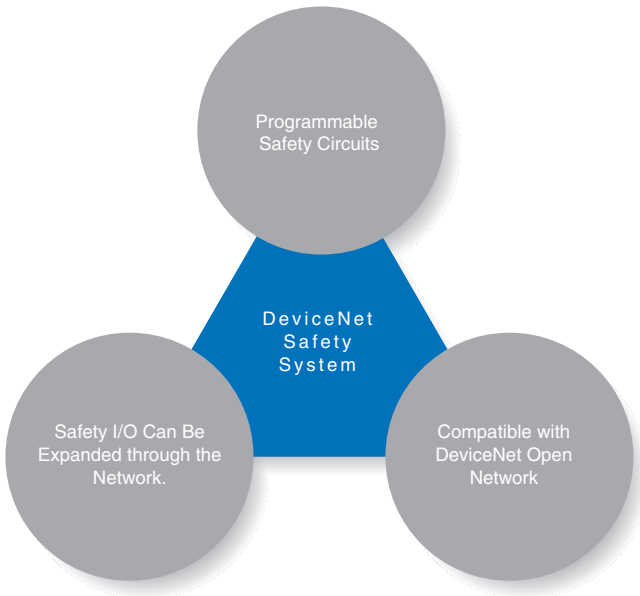 Programmable
Safety Circuits
DeviceNet
Safety
System
Safety I/O Can Be
Expanded through the
Network.
Compatible with
DeviceNet Open
Network